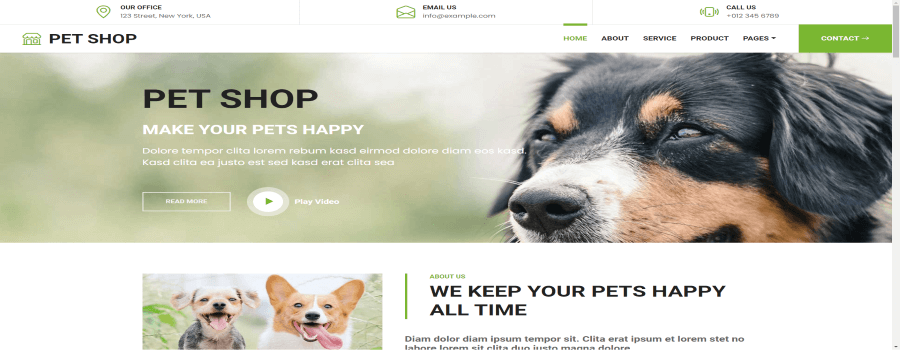 OUR OFFICE
123 Street, New York, USA
EMAIL US
info@example.com
CALL US
+012 345 6789
PET SHOP
HOME
ABOUT
SERVICE
PRODUCT
PAGES
CONTACT →
PET SHOP
MAKE YOUR PETS HAPPY
Dolore tempor clita lorem rebum kasd eirmod dolore diam eos kasd.
Kasd clita ea justo est sed kasd erat clita sea
READ MORE
Play Video
ABOUT US
WE KEEP YOUR PETS HAPPY
ALL TIME
Diam dolor diam ipsum tempor sit. Clita erat ipsum et lorem stet no
labore lorem sit clita duo justo magna dolore